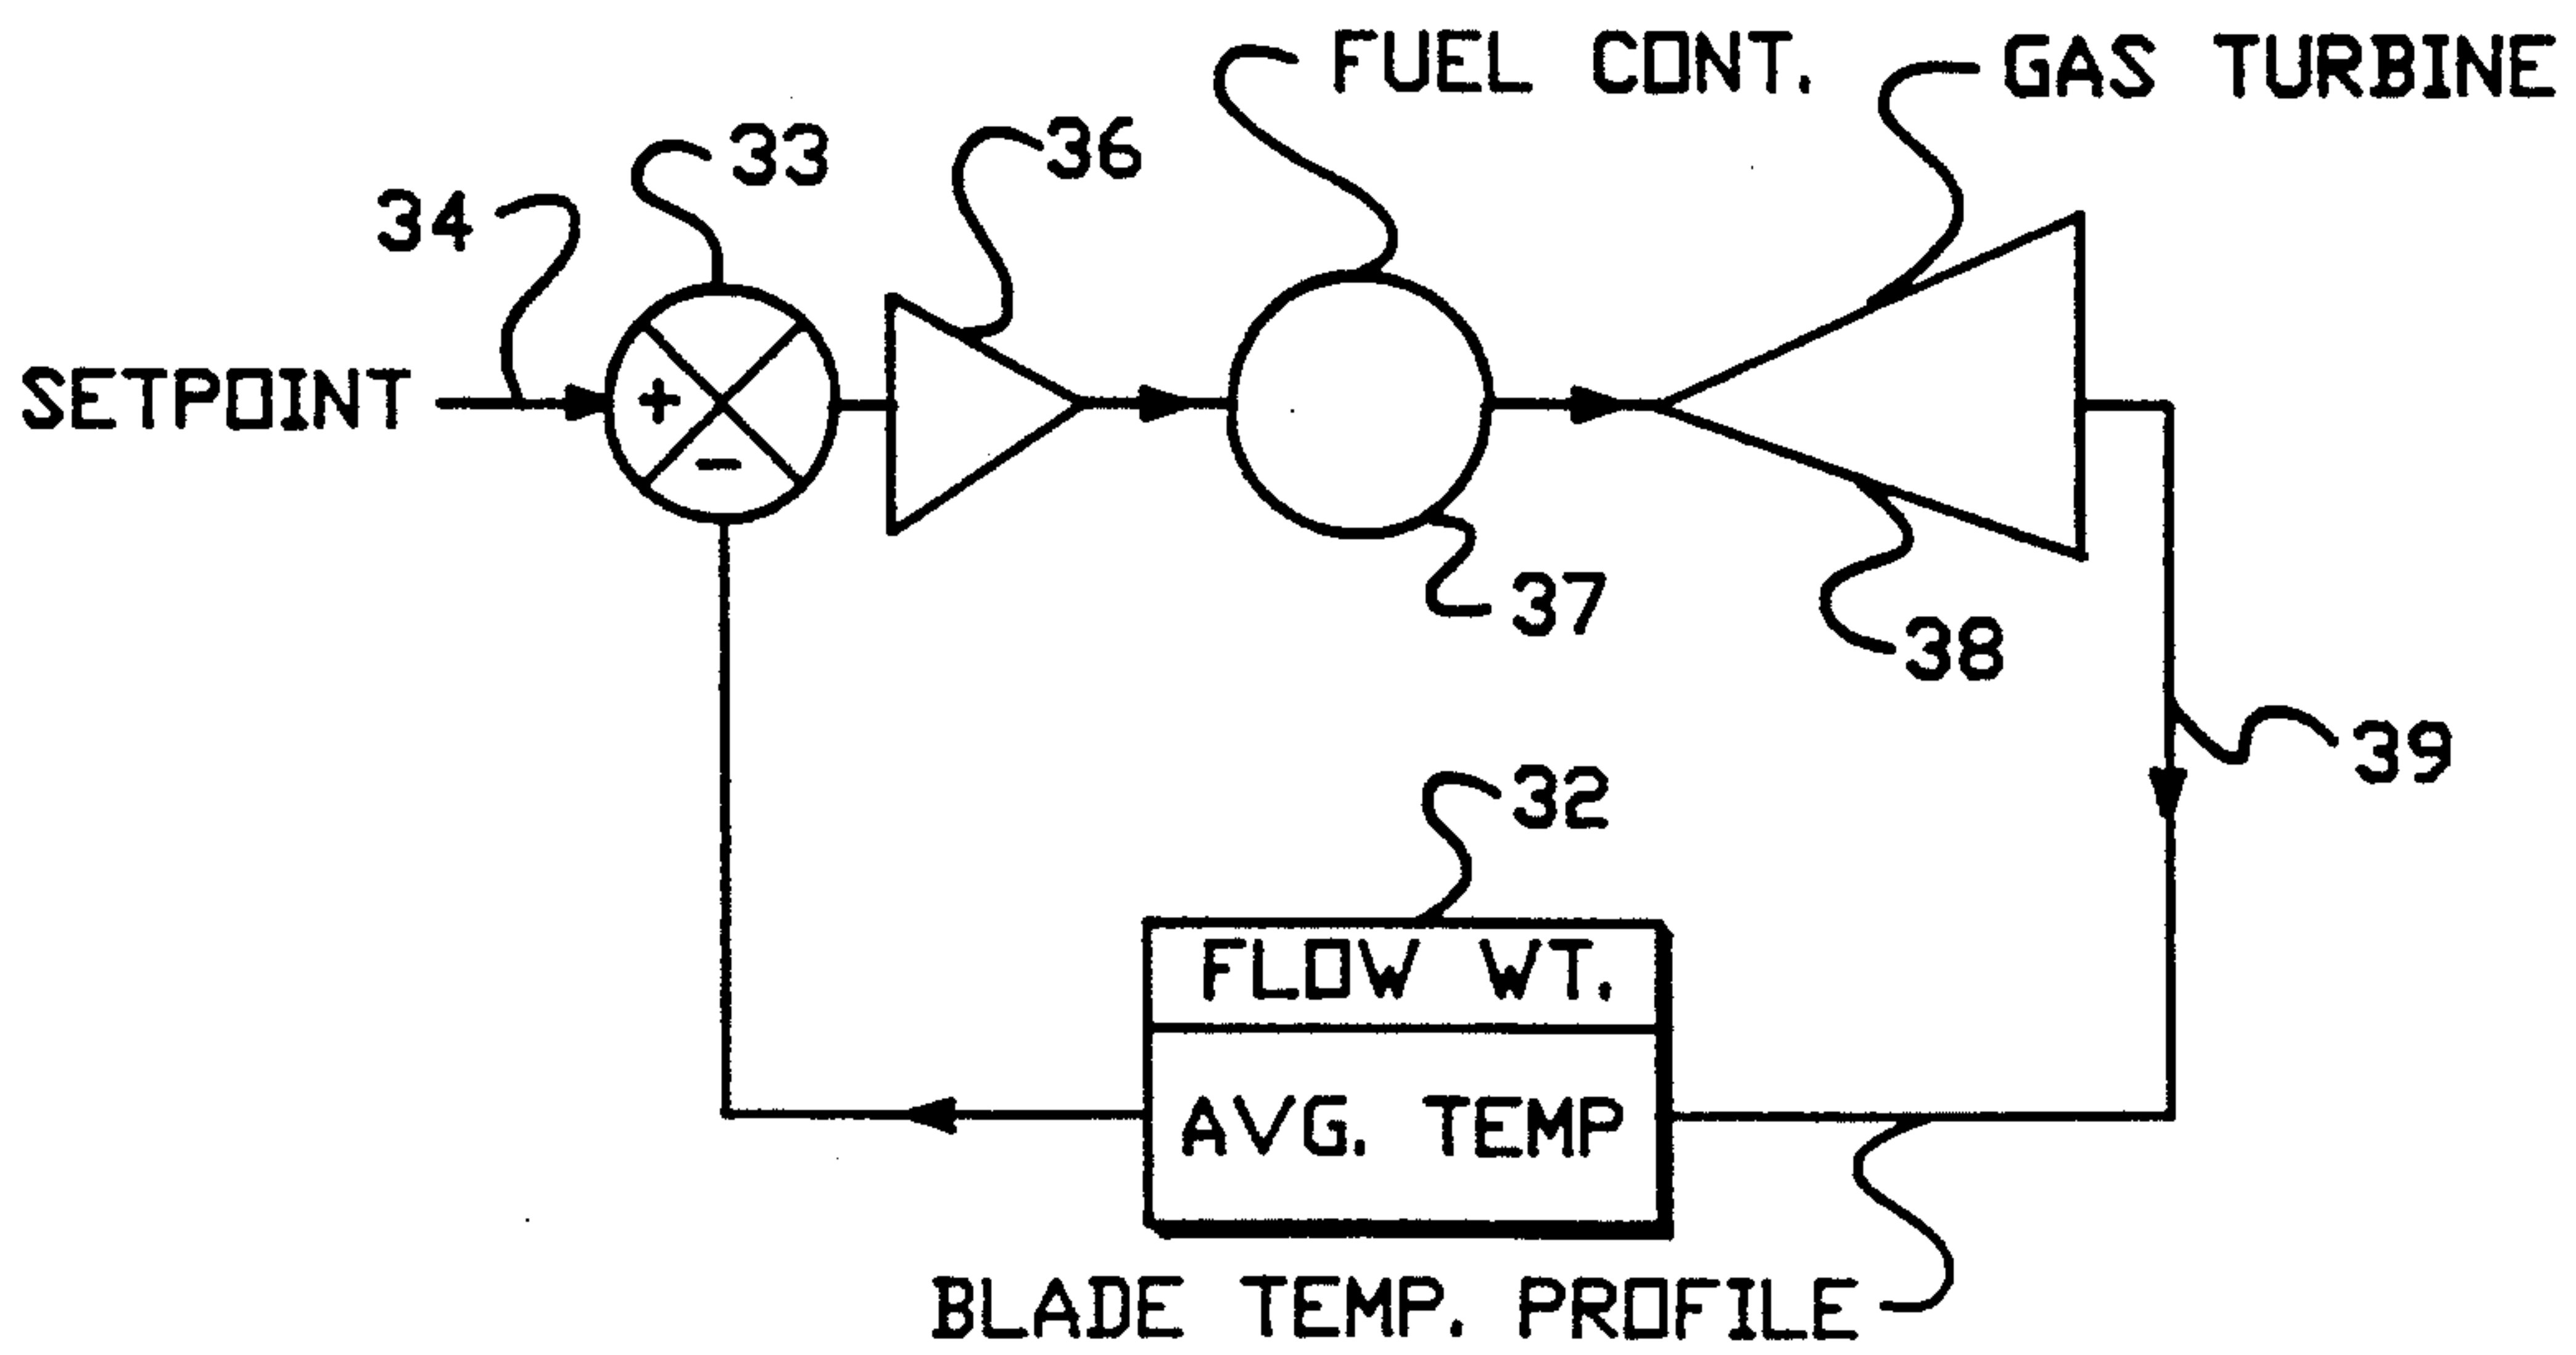 FUEL CONT.
GAS TURBINE
33
36
34
SETPOINT
+
-
37
38
39
32
FLOW WT.
AVG. TEMP
BLADE TEMP. PROFILE